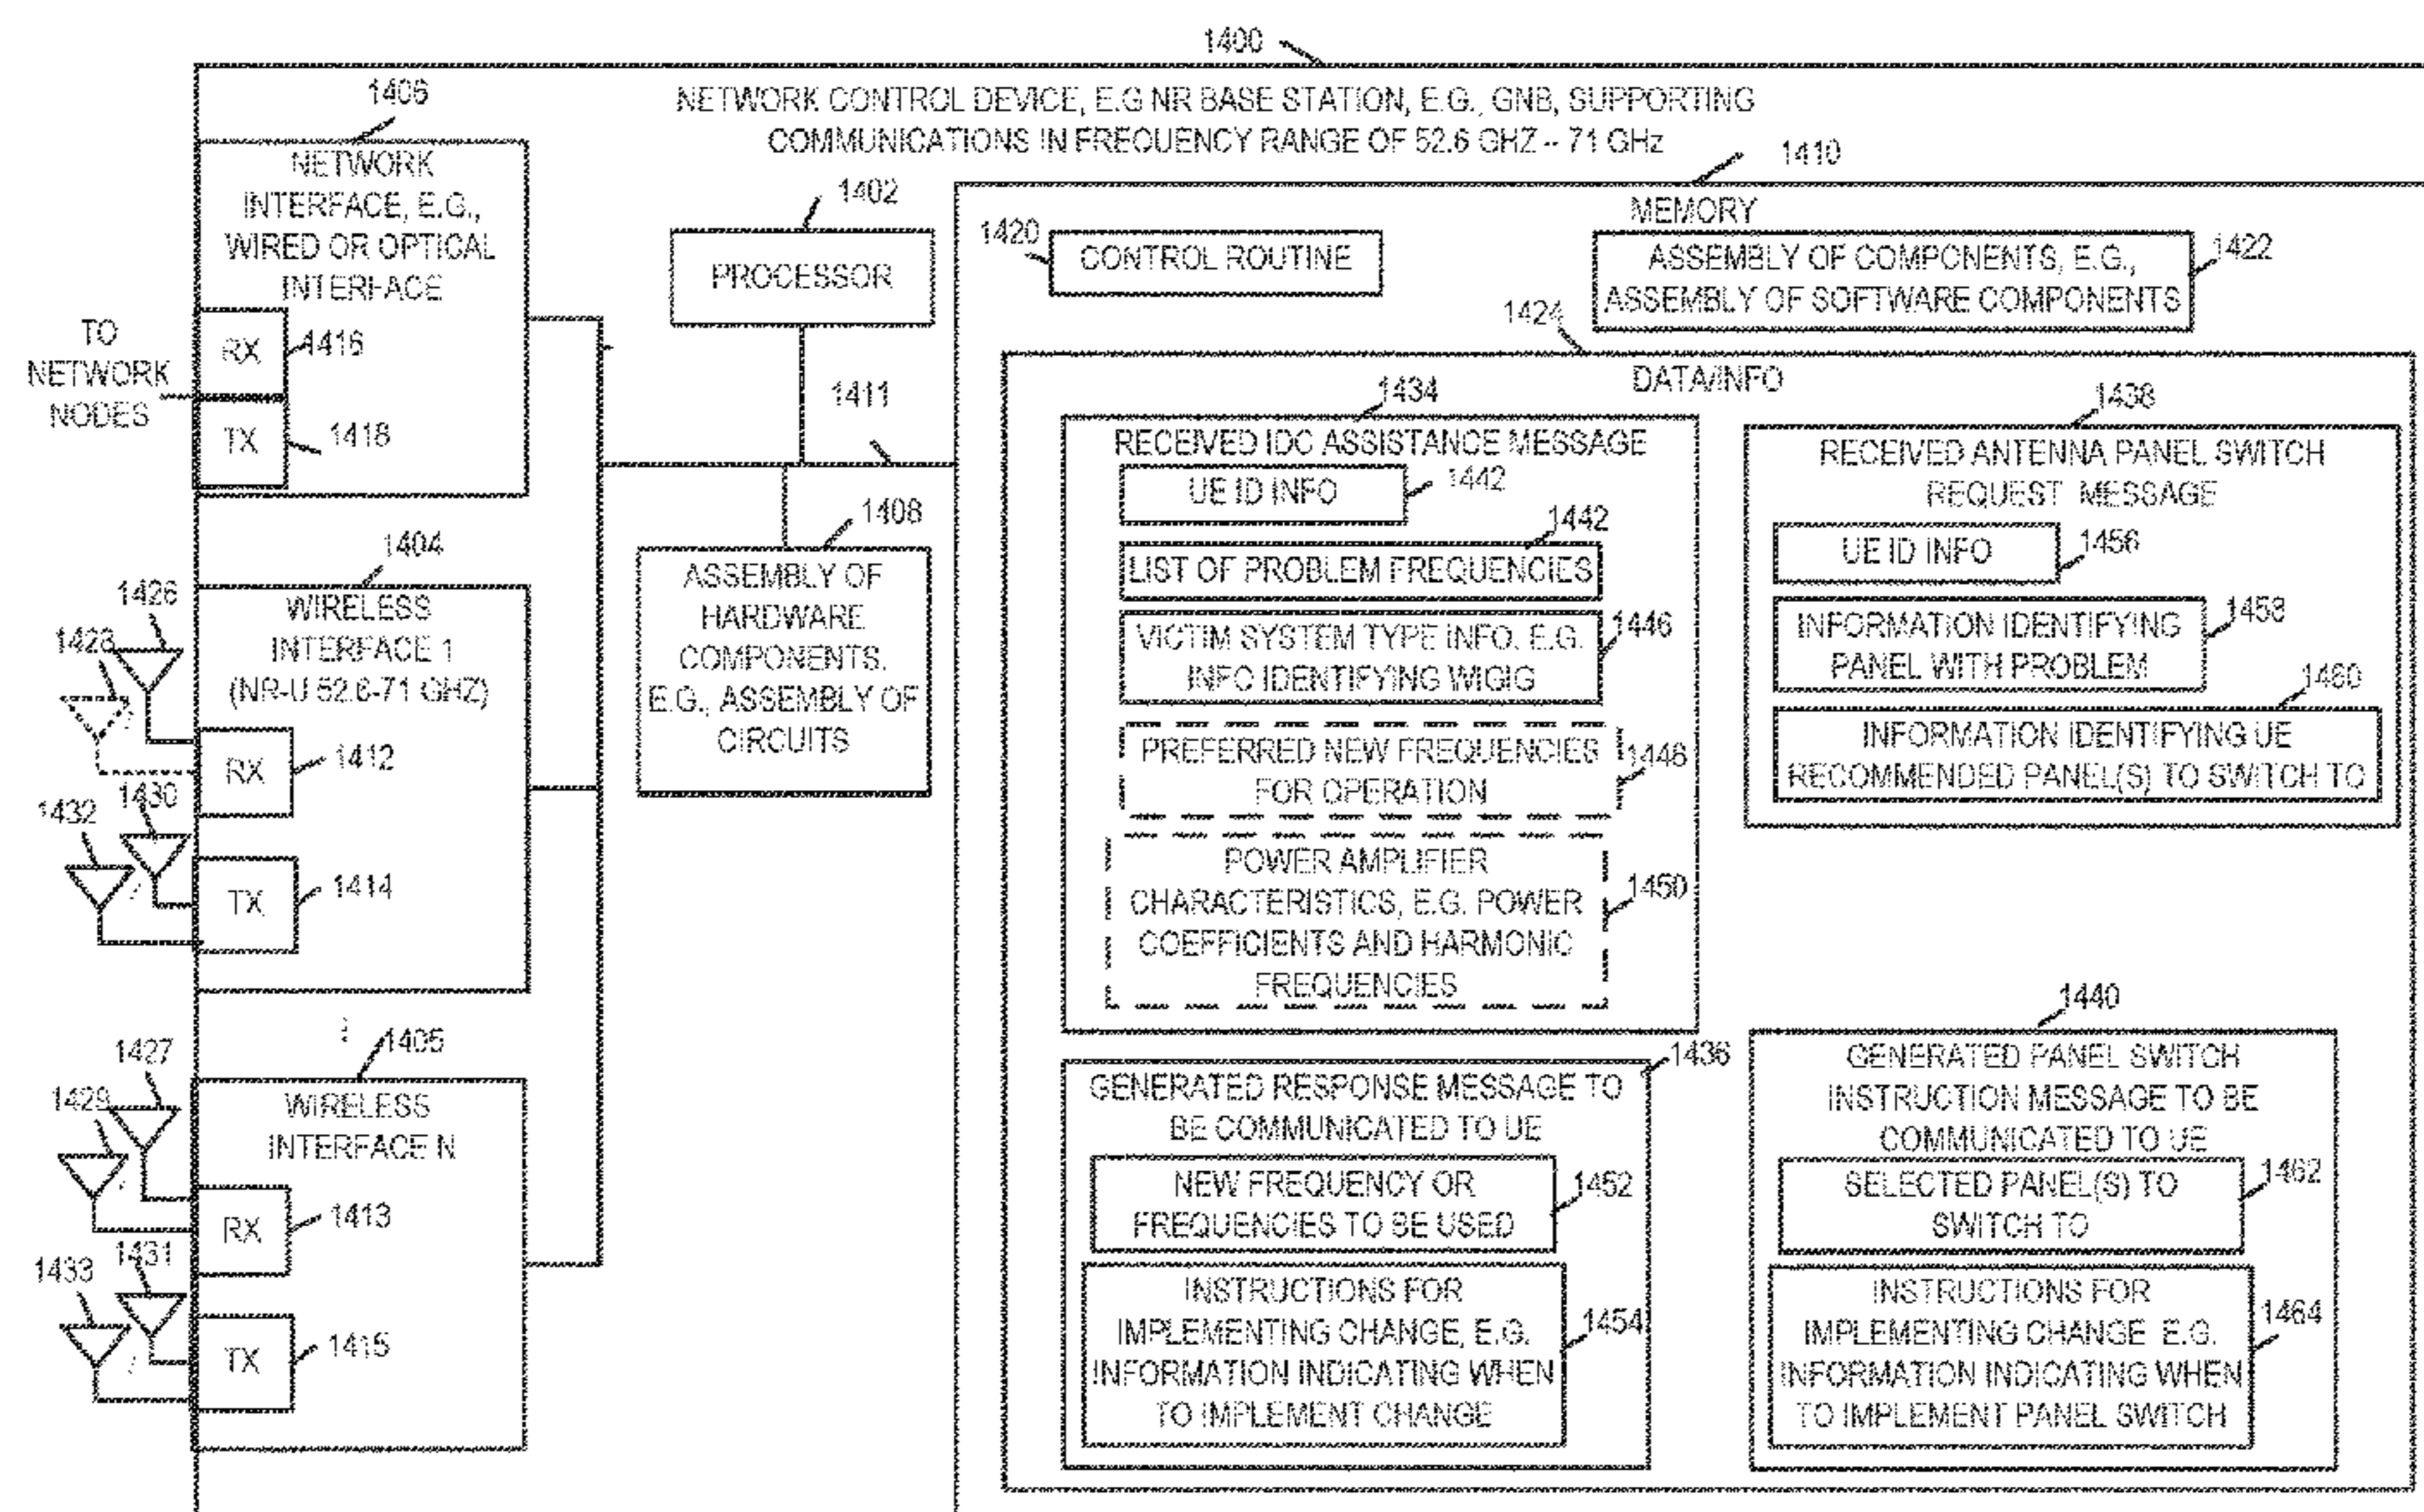 1400
NETWORK CONTROL DEVICE, E.G NR BASE STATION, E.G., GNB, SUPPORTING
COMMUNICATIONS IN FREQUENCY RANGE OF 52.6 GHZ -- 71 GHz
1406
NETWORK
INTERFACE, E.G.,
WIRED OR OPTICAL
INTERFACE
TO
NETWORK
NODES
RX
1416
TX
1418
1402
PROCESSOR
1411
1408
ASSEMBLY OF
HARDWARE
COMPONENTS.
E.G., ASSEMBLY OF
CIRCUITS
1404
WIRELESS
INTERFACE 1
(NR-U 52.6-71 GHZ)
1426
1428
RX
1412
1430
1432
TX
1414
1405
WIRELESS
INTERFACE N
1427
1429
RX
1413
1431
1433
TX
1415
1410
MEMORY
1420
CONTROL ROUTINE
ASSEMBLY OF COMPONENTS, E.G.,
ASSEMBLY OF SOFTWARE COMPONENTS
1422
1424
DATA/INFO
1434
RECEIVED IDC ASSISTANCE MESSAGE
UE ID INFO
1442
1442
LIST OF PROBLEM FREQUENCIES
VICTIM SYSTEM TYPE INFO. E.G.
INFO IDENTIFYING WIGIG
1446
PREFERRED NEW FREQUENCIES
FOR OPERATION
1448
POWER AMPLIFIER
CHARACTERISTICS, E.G. POWER
COEFFICIENTS AND HARMONIC
FREQUENCIES
1450
1438
RECEIVED ANTENNA PANEL SWITCH
REQUEST MESSAGE
UE ID INFO
1456
INFORMATION IDENTIFYING
PANEL WITH PROBLEM
1458
1460
INFORMATION IDENTIFYING UE
RECOMMENDED PANEL(S) TO SWITCH TO
1436
GENERATED RESPONSE MESSAGE TO
BE COMMUNICATED TO UE
NEW FREQUENCY OR
FREQUENCIES TO BE USED
1452
INSTRUCTIONS FOR
IMPLEMENTING CHANGE, E.G.
INFORMATION INDICATING WHEN
TO IMPLEMENT CHANGE
1454
1440
GENERATED PANEL SWITCH
INSTRUCTION MESSAGE TO BE
COMMUNICATED TO UE
SELECTED PANEL(S) TO
SWITCH TO
1462
INSTRUCTIONS FOR
IMPLEMENTING CHANGE E.G.
INFORMATION INDICATING WHEN
TO IMPLEMENT PANEL SWITCH
1464